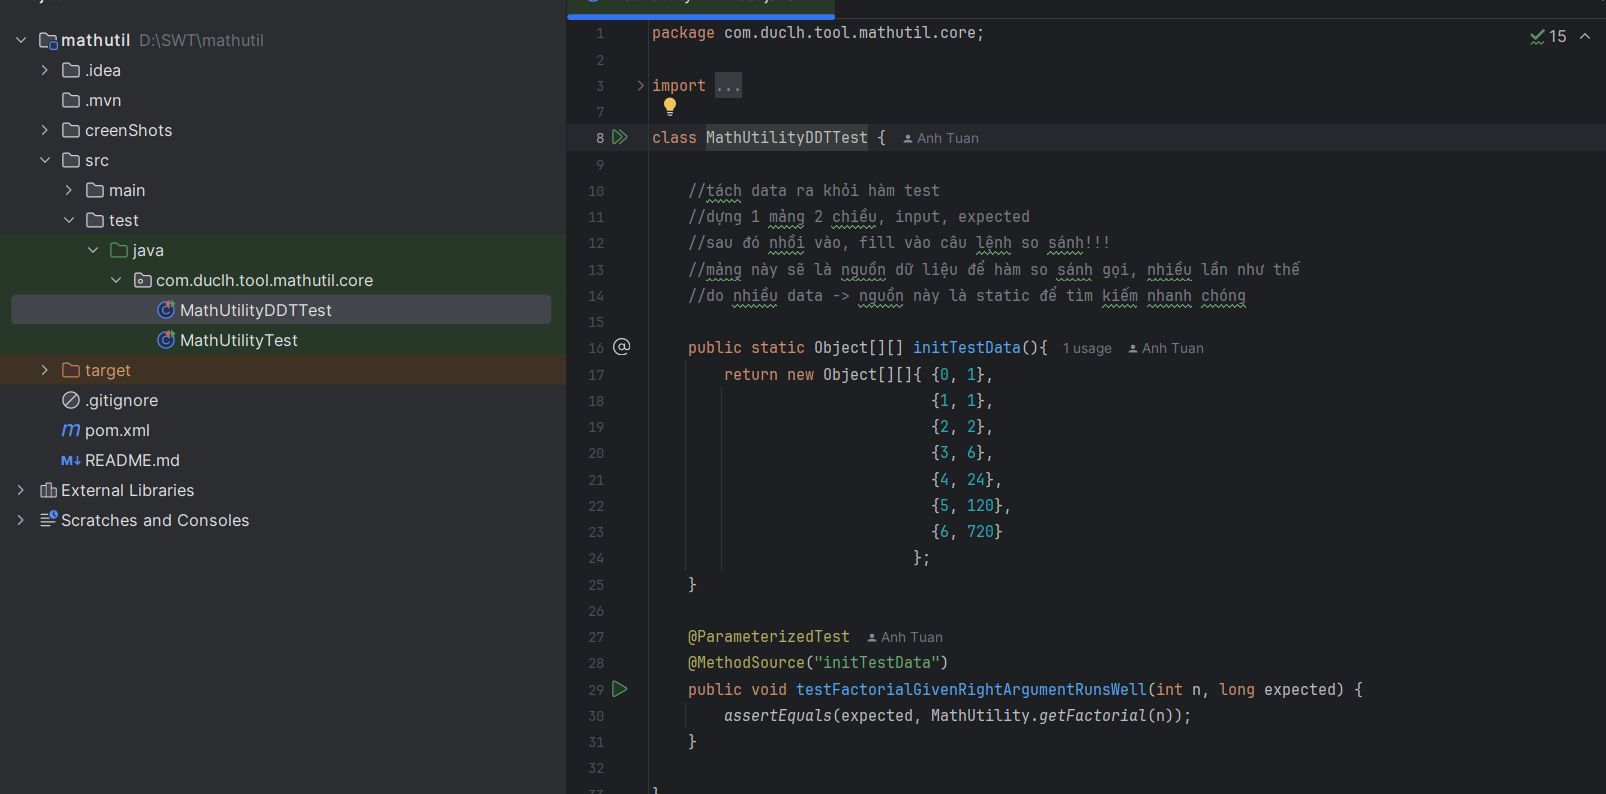 mathutil D:\SWT\mathutil
.idea
.mvn
creenShots
src
main
test
java
com.duclh.tool.mathutil.core
MathUtilityDDTTest
MathUtilityTest
target
.gitignore
pom.xml
README.md
External Libraries
Scratches and Consoles
15
1 package com.duclh.tool.mathutil.core;
2
3 import ...
7
8 class MathUtilityDDTTest { Anh Tuan
9
10 //tách data ra khỏi hàm test
11 //dựng 1 mảng 2 chiều, input, expected
12 //sau đó nhồi vào, fill vào câu lệnh so sánh!!!
13 //mảng này sẽ là nguồn dữ liệu để hàm so sánh gọi, nhiều lần như thế
14 //do nhiều data -> nguồn này là static để tìm kiếm nhanh chóng
15
16 public static Object[][] initTestData(){ 1 usage Anh Tuan
17 return new Object[][]{ {0, 1},
18 {1, 1},
19 {2, 2},
20 {3, 6},
21 {4, 24},
22 {5, 120},
23 {6, 720}
24 };
25 }
26
27 @ParameterizedTest Anh Tuan
28 @MethodSource("initTestData")
29 public void testFactorialGivenRightArgumentRunsWell(int n, long expected) {
30 assertEquals(expected, MathUtility.getFactorial(n));
31 }
32